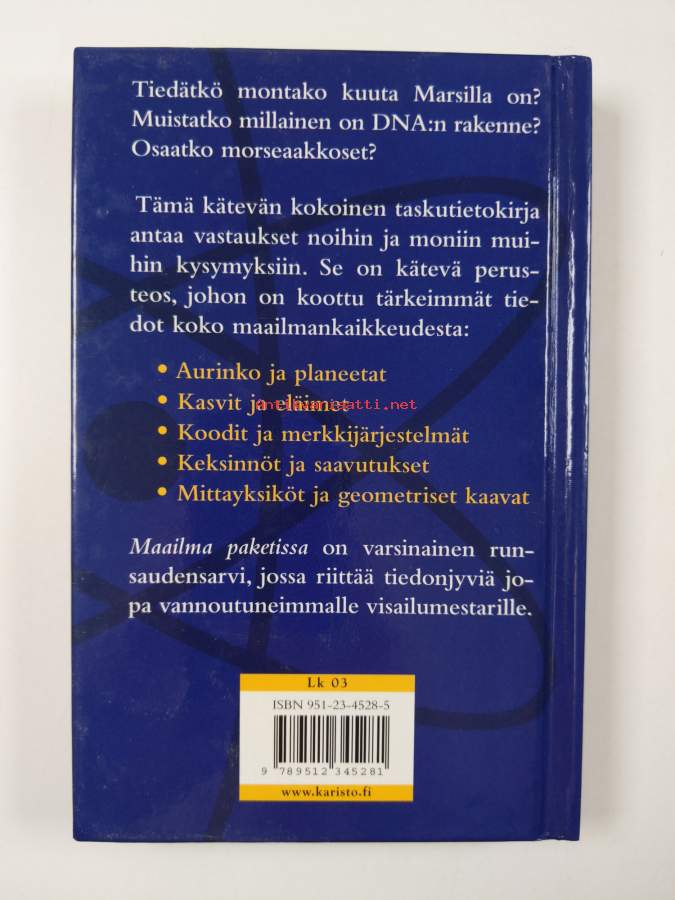 Tiedätkö montako kuuta Marsilla on?
Muistatko millainen on DNA:n rakenne?
Osaatko morseaakkoset?
Tämä kätevän kokoinen taskutietokirja
antaa vastaukset noihin ja moniin mui-
hin kysymyksiin. Se on kätevä perus-
teos, johon on koottu tärkeimmät tie-
dot koko maailmankaikkeudesta:
• Aurinko ja planeetat
• Kasvit ja eläimet
antikvariaatti.net
• Koodit ja merkkijärjestelmät
• Keksinnöt ja saavutukset
• Mittayksiköt ja geometriset kaavat
Maailma paketissa on varsinainen run-
saudensarvi, jossa riittää tiedonjyviä jo-
pa vannoutuneimmalle visailumestarille.
Lk 03
ISBN 951-23-4528-5
9 789512 345281
www.karisto.fi